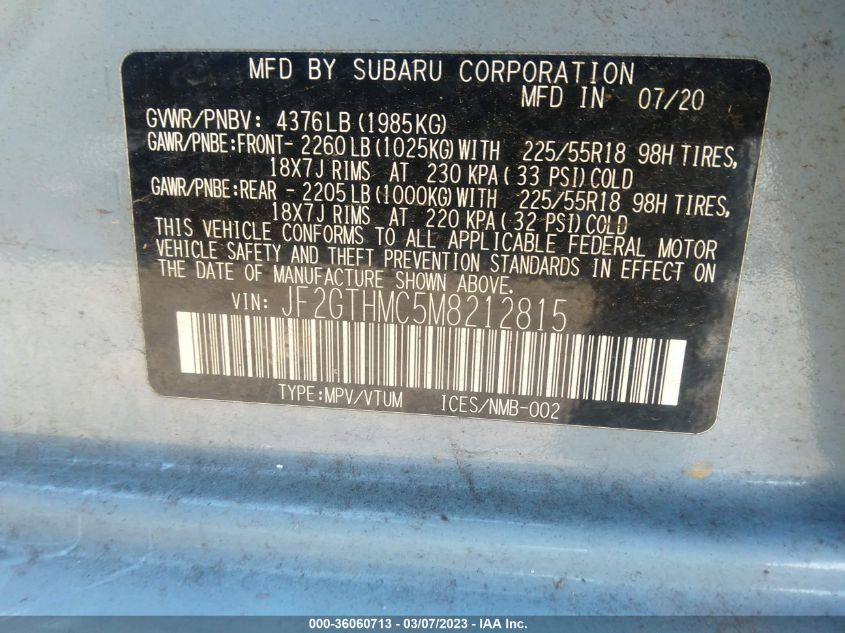 MFD BY SUBARU CORPORATION
MFD IN 07/20
GVWR/PNBV: 4376LB(1985KG)
GAWR/PNBE:FRONT- 2260LB(1025KG)WITH 225/55R18 98H TIRES,
18X7J RIMS AT 230 KPA( 33 PSI)COLD
GAWR/PNBE:REAR - 2205LB(1000KG)WITH 225/55R18 98H TIRES,
18X7J RIMS AT 220 KPA( 32 PSI)COLD
THIS VEHICLE CONFORMS TO ALL APPLICABLE FEDERAL MOTOR
VEHICLE SAFETY AND THEFT PREVENTION STANDARDS IN EFFECT ON
THE DATE OF MANUFACTURE SHOWN ABOVE.
VIN: JF2GTHMC5M8212815
TYPE:MPV/VTUM ICES/NMB-002
000-36060713 - 03/07/2023 - IAA Inc.